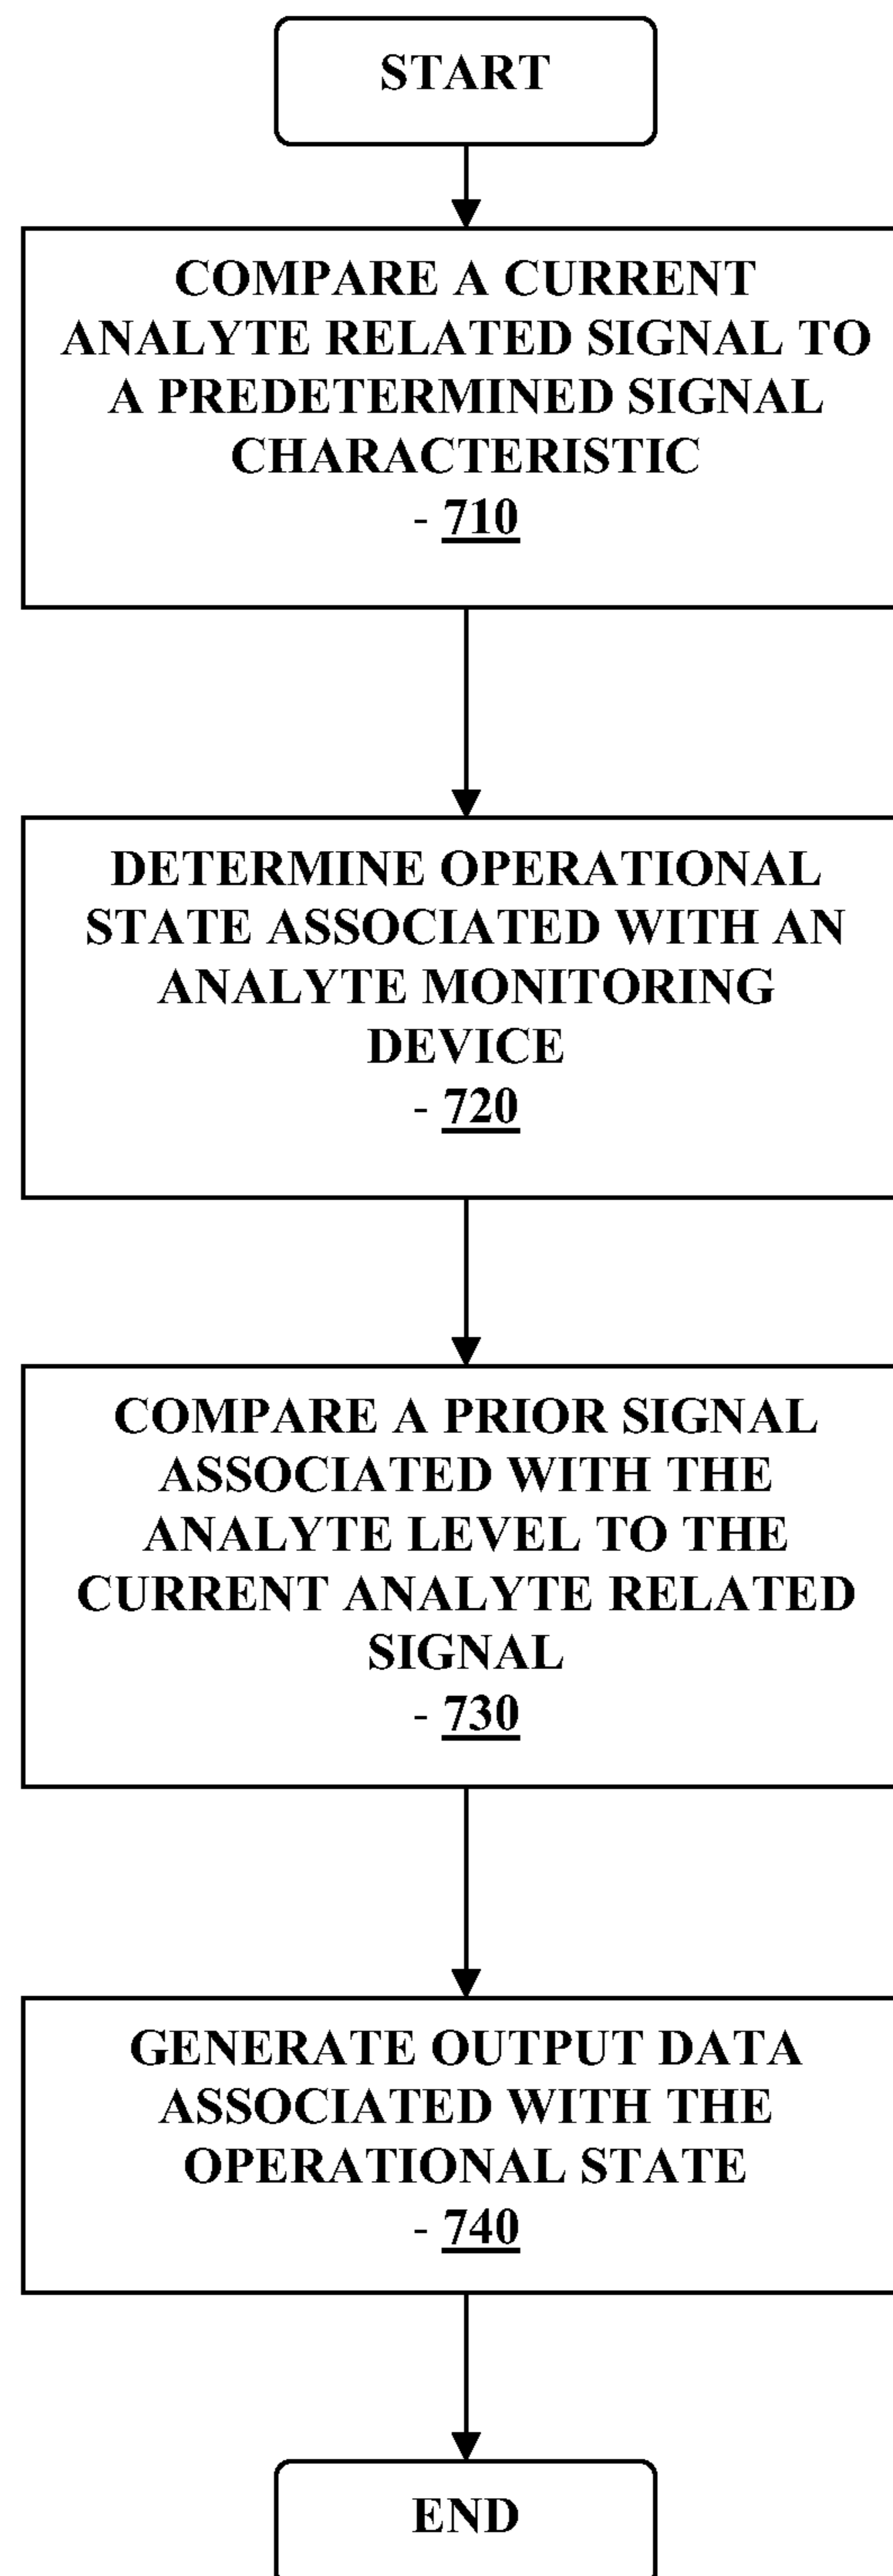 START
COMPARE A CURRENT
ANALYTE RELATED SIGNAL TO
A PREDETERMINED SIGNAL
CHARACTERISTIC
- 710
DETERMINE OPERATIONAL
STATE ASSOCIATED WITH AN
ANALYTE MONITORING
DEVICE
- 720
COMPARE A PRIOR SIGNAL
ASSOCIATED WITH THE
ANALYTE LEVEL TO THE
CURRENT ANALYTE RELATED
SIGNAL
- 730
GENERATE OUTPUT DATA
ASSOCIATED WITH THE
OPERATIONAL STATE
- 740
END